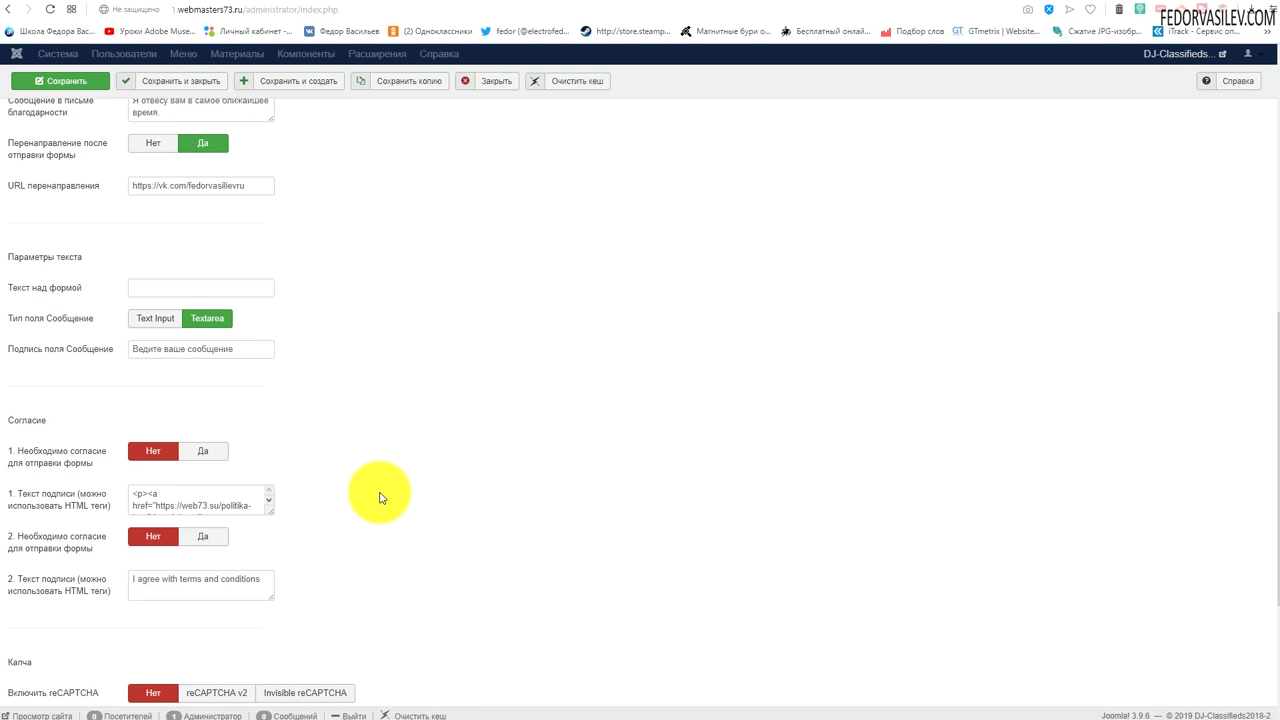 Не защищено
1.webmasters73.ru/administrator/index.php
FEDORVASILEV.COM
Школа Федора Вас...
Уроки Adobe Muse...
Личный кабинет -...
Федор Васильев
(2) Одноклассники
fedor (@electrofed...
http://store.steamp...
Магнитные бури о...
Бесплатный онлай...
Подбор слов
GTmetrix | Website...
Сжатие JPG-изобр...
iTrack - Сервис оп...
Система
Пользователи
Меню
Материалы
Компоненты
Расширения
Справка
DJ-Classifieds...
Сохранить
Сохранить и закрыть
Сохранить и создать
Сохранить копию
Закрыть
Очистить кеш
Справка
Сообщение в письме
благодарности
Я отвесу вам в самое ближайшее
время.
Перенаправление после
отправки формы
Нет
Да
URL перенаправления
https://vk.com/fedorvasilievru
Параметры текста
Текст над формой
Тип поля Сообщение
Text Input
Textarea
Подпись поля Сообщение
Ведите ваше сообщение
Согласие
1. Необходимо согласие
для отправки формы
Нет
Да
1. Текст подписи (можно
использовать HTML теги)
<p><a
href="https://web73.su/politika-
2. Необходимо согласие
для отправки формы
Нет
Да
2. Текст подписи (можно
использовать HTML теги)
I agree with terms and conditions
Капча
Включить reCAPTCHA
Нет
reCAPTCHA v2
Invisible reCAPTCHA
Просмотр сайта
0 Посетителей
1 Администратор
0 Сообщений
Выйти
Очистить кеш
Joomla! 3.9.6 — © 2019 DJ-Classifieds2018-2